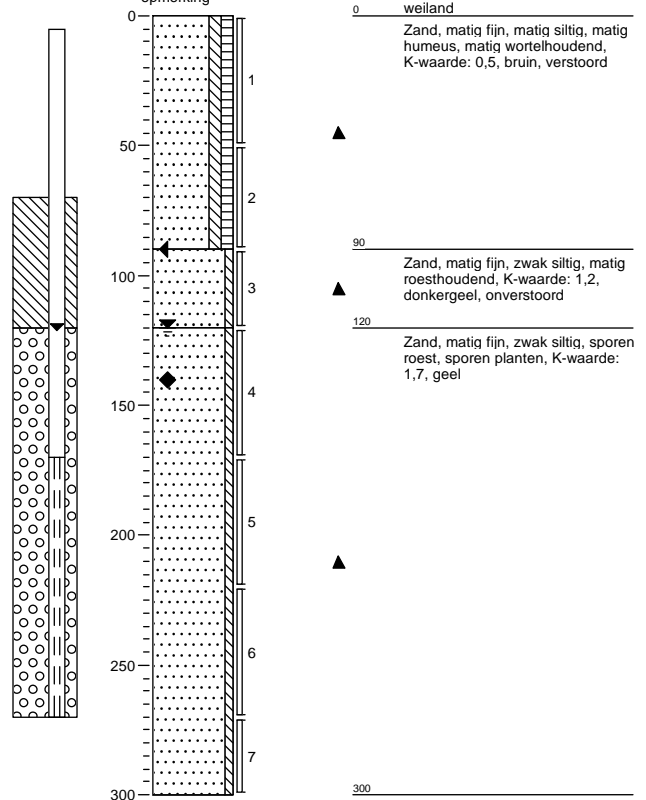 opmerking
0
50
100
150
200
250
300
1
2
3
4
5
6
7
0
weiland
Zand, matig fijn, matig siltig, matig
humeus, matig wortelhoudend,
K-waarde: 0,5, bruin, verstoord
90
Zand, matig fijn, zwak siltig, matig
roesthoudend, K-waarde: 1,2,
donkergeel, onverstoord
120
Zand, matig fijn, zwak siltig, sporen
roest, sporen planten, K-waarde:
1,7, geel
300